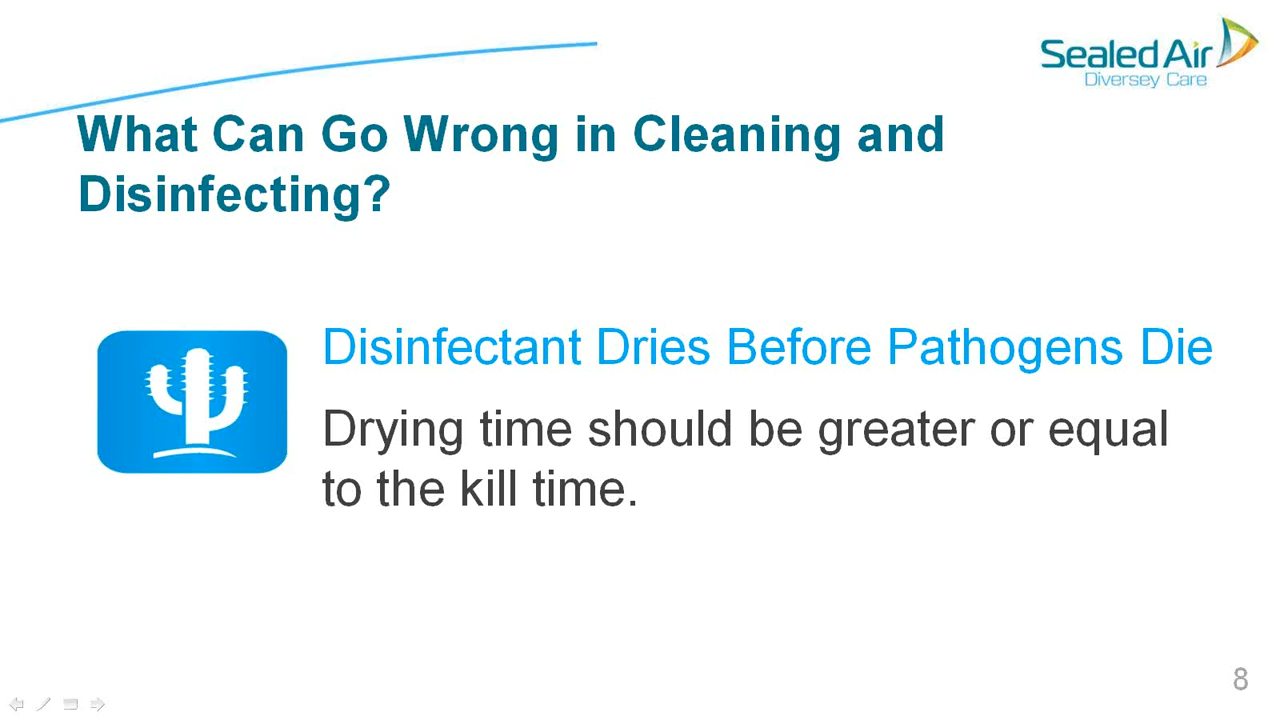 Sealed Air
Diversey Care
What Can Go Wrong in Cleaning and
Disinfecting?
Disinfectant Dries Before Pathogens Die
Drying time should be greater or equal
to the kill time.
8